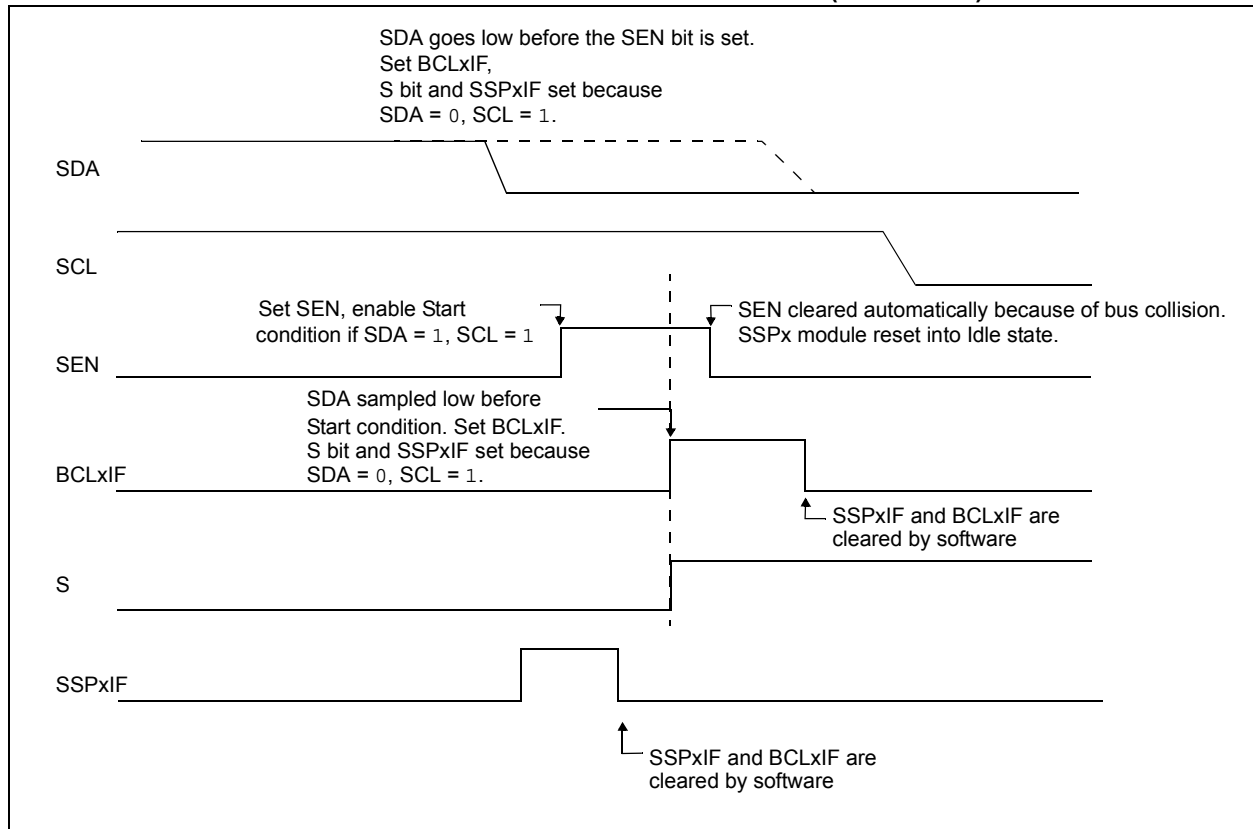 SDA goes low before the SEN bit is set.
Set BCLxIF,
S bit and SSPxIF set because
SDA = 0, SCL = 1.
SDA
SCL
Set SEN, enable Start
condition if SDA = 1, SCL = 1
SEN cleared automatically because of bus collision.
SSPx module reset into Idle state.
SEN
SDA sampled low before
Start condition. Set BCLxIF.
S bit and SSPxIF set because
SDA = 0, SCL = 1.
BCLxIF
SSPxIF and BCLxIF are
cleared by software
S
SSPxIF
SSPxIF and BCLxIF are
cleared by software